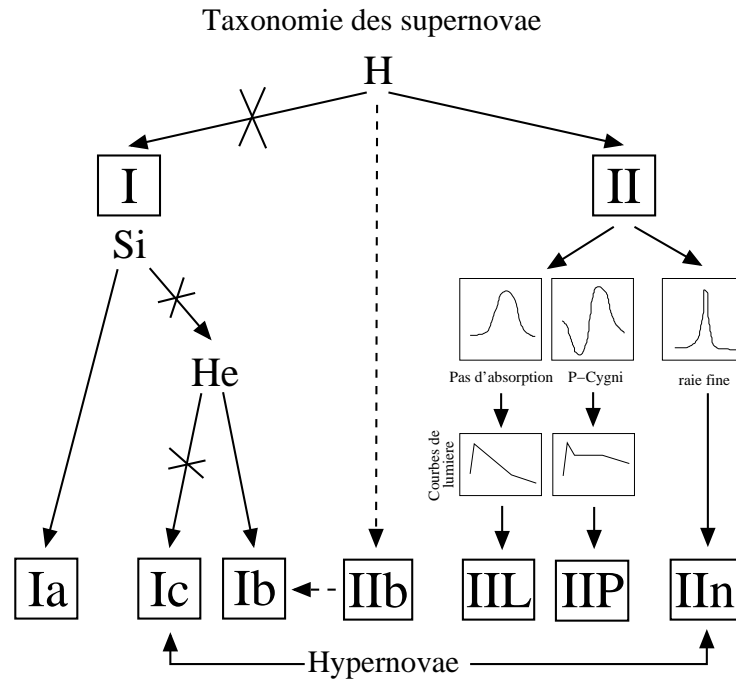 Taxonomie des supernovae
H
I
II
Si
He
Pas d'absorption
P−Cygni
raie fine
Courbes de
lumiere
Ia
Ic
Ib
IIb
IIL
IIP
IIn
Hypernovae